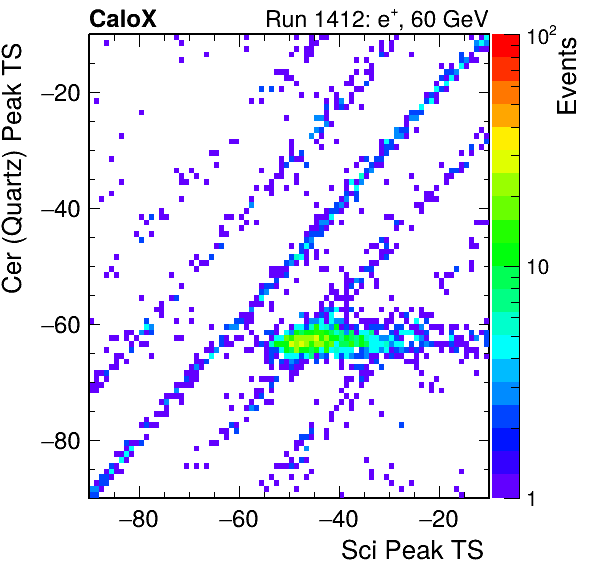 CaloX Run 1412: e+, 60 GeV
Cer (Quartz) Peak TS
−20
−40
−60
−80
−80 −60 −40 −20
Sci Peak TS
10²
10
1
Events